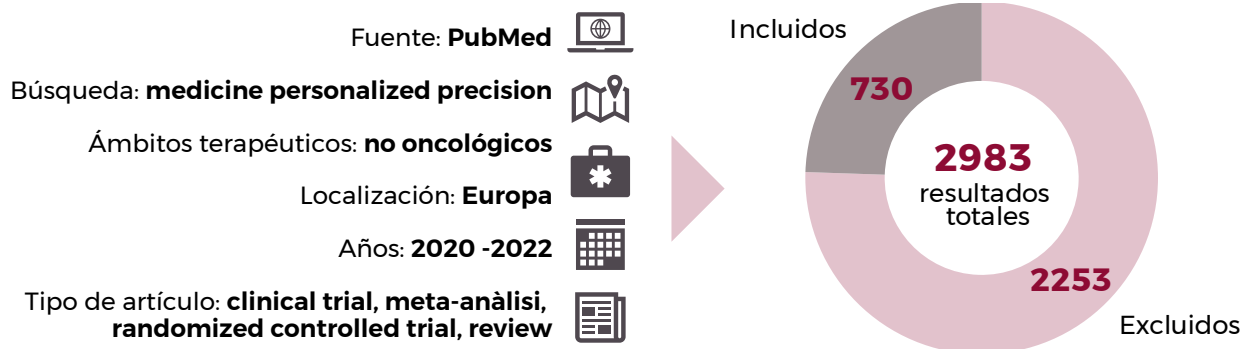 Fuente: PubMed
Búsqueda: medicine personalized precision
Ámbitos terapéuticos: no oncológicos
Localización: Europa
Años: 2020 -2022
Tipo de artículo: clinical trial, meta-anàlisi,
randomized controlled trial, review
Incluidos
730
2983
resultados
totales
2253
Excluidos